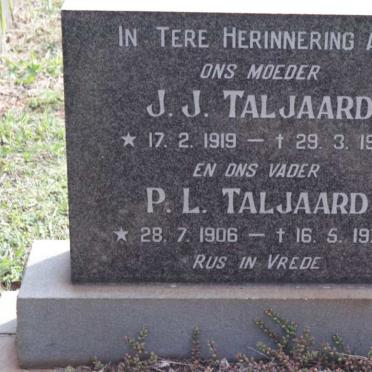 IN TERE HERINNERING A
ONS MOEDER
J. J. TALJAARD
★ 17. 2. 1919 — † 29. 3. 19
EN ONS VADER
P. L. TALJAARD
★ 28. 7. 1906 — † 16. 5. 19
RUS IN VREDE